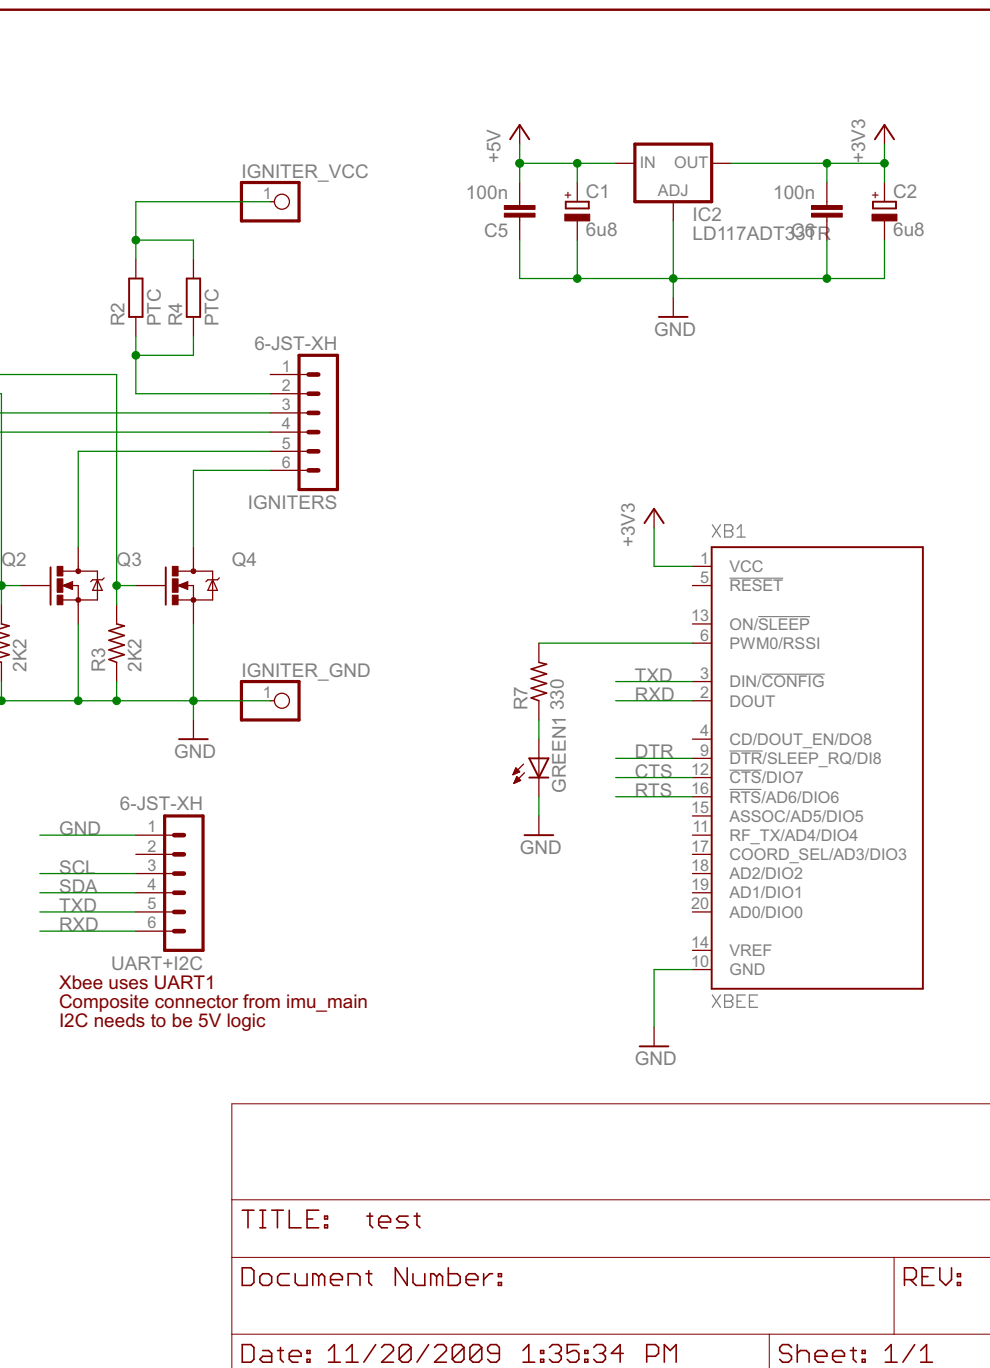 IGNITER_VCC
1
R2
PTC
R4
PTC
6-JST-XH
1
2
3
4
5
6
IGNITERS
Q2
Q3
Q4
2K2
R3
2K2
IGNITER_GND
1
GND
+5V
+3V3
IN OUT
ADJ
IC2
LD117ADT33TR
100n
C5
C1
6u8
100n
C6
C2
6u8
GND
+3V3
XB1
1 VCC
5 RESET
13 ON/SLEEP
6 PWM0/RSSI
TXD 3 DIN/CONFIG
RXD 2 DOUT
4 CD/DOUT_EN/DO8
DTR 9 DTR/SLEEP_RQ/DI8
CTS 12 CTS/DIO7
RTS 16 RTS/AD6/DIO6
15 ASSOC/AD5/DIO5
11 RF_TX/AD4/DIO4
17 COORD_SEL/AD3/DIO3
18 AD2/DIO2
19 AD1/DIO1
20 AD0/DIO0
14 VREF
10 GND
XBEE
GND
R7
330
GREEN1
GND
6-JST-XH
GND 1
2
SCL 3
SDA 4
TXD 5
RXD 6
UART+I2C
Xbee uses UART1
Composite connector from imu_main
I2C needs to be 5V logic
TITLE: test
Document Number:
REV:
Date: 11/20/2009 1:35:34 PM
Sheet: 1/1